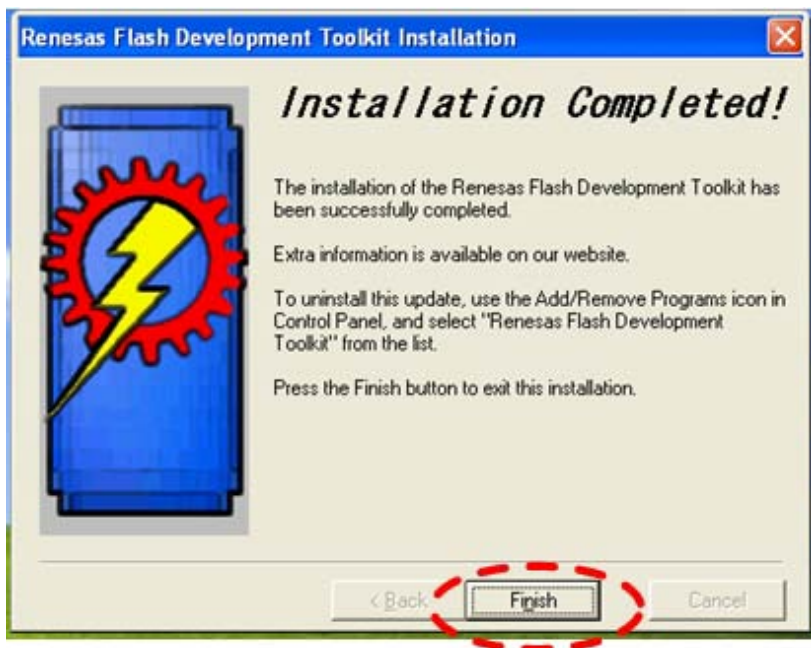 Renesas Flash Development Toolkit Installation
Installation Completed!
The installation of the Renesas Flash Development Toolkit has
been successfully completed.
Extra information is available on our website.
To uninstall this update, use the Add/Remove Programs icon in
Control Panel, and select "Renesas Flash Development
Toolkit" from the list.
Press the Finish button to exit this installation.
< Back
Finish
Cancel